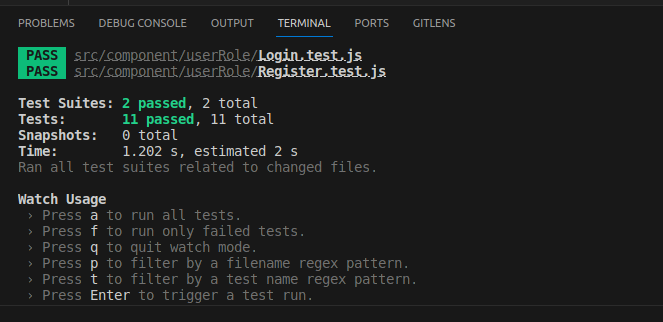 PROBLEMS DEBUG CONSOLE OUTPUT TERMINAL PORTS GITLENS
PASS src/component/userRole/Login.test.js
PASS src/component/userRole/Register.test.js
Test Suites: 2 passed, 2 total
Tests: 11 passed, 11 total
Snapshots: 0 total
Time: 1.202 s, estimated 2 s
Ran all test suites related to changed files.
Watch Usage
› Press a to run all tests.
› Press f to run only failed tests.
› Press q to quit watch mode.
› Press p to filter by a filename regex pattern.
› Press t to filter by a test name regex pattern.
› Press Enter to trigger a test run.